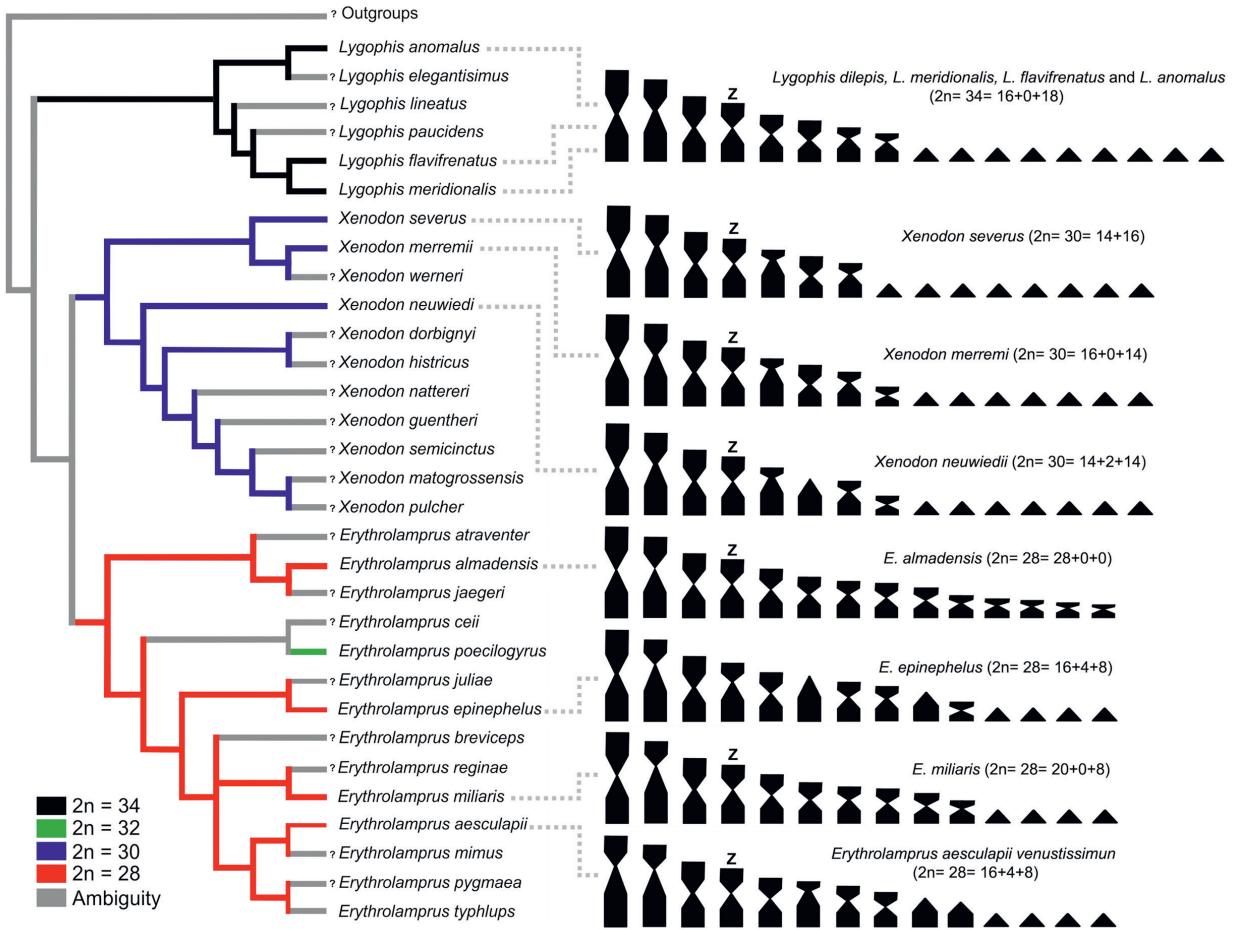 ? Outgroups
Lygophis anomalus
? Lygophis elegantisimus
? Lygophis lineatus
? Lygophis paucidens
Lygophis flavifrenatus
Lygophis meridionalis
Xenodon severus
Xenodon merremii
? Xenodon werneri
Xenodon neuwiedi
? Xenodon dorbignyi
? Xenodon histricus
? Xenodon nattereri
? Xenodon guentheri
? Xenodon semicinctus
? Xenodon matogrossensis
? Xenodon pulcher
? Erythrolamprus atraventer
Erythrolamprus almadensis
? Erythrolamprus jaegeri
? Erythrolamprus ceii
Erythrolamprus poecilogyrus
? Erythrolamprus juliae
Erythrolamprus epinephelus
? Erythrolamprus breviceps
? Erythrolamprus reginae
Erythrolamprus miliaris
Erythrolamprus aesculapii
? Erythrolamprus mimus
? Erythrolamprus pygmaea
Erythrolamprus typhlups
2n = 34
2n = 32
2n = 30
2n = 28
Ambiguity
Lygophis dilepis, L. meridionalis, L. flavifrenatus and L. anomalus
(2n= 34= 16+0+18)
Z
Xenodon severus (2n= 30= 14+16)
Z
Xenodon merremi (2n= 30= 16+0+14)
Z
Xenodon neuwiedii (2n= 30= 14+2+14)
Z
E. almadensis (2n= 28= 28+0+0)
Z
E. epinephelus (2n= 28= 16+4+8)
E. miliaris (2n= 28= 20+0+8)
Z
Erythrolamprus aesculapii venustissimun
(2n= 28= 16+4+8)
Z